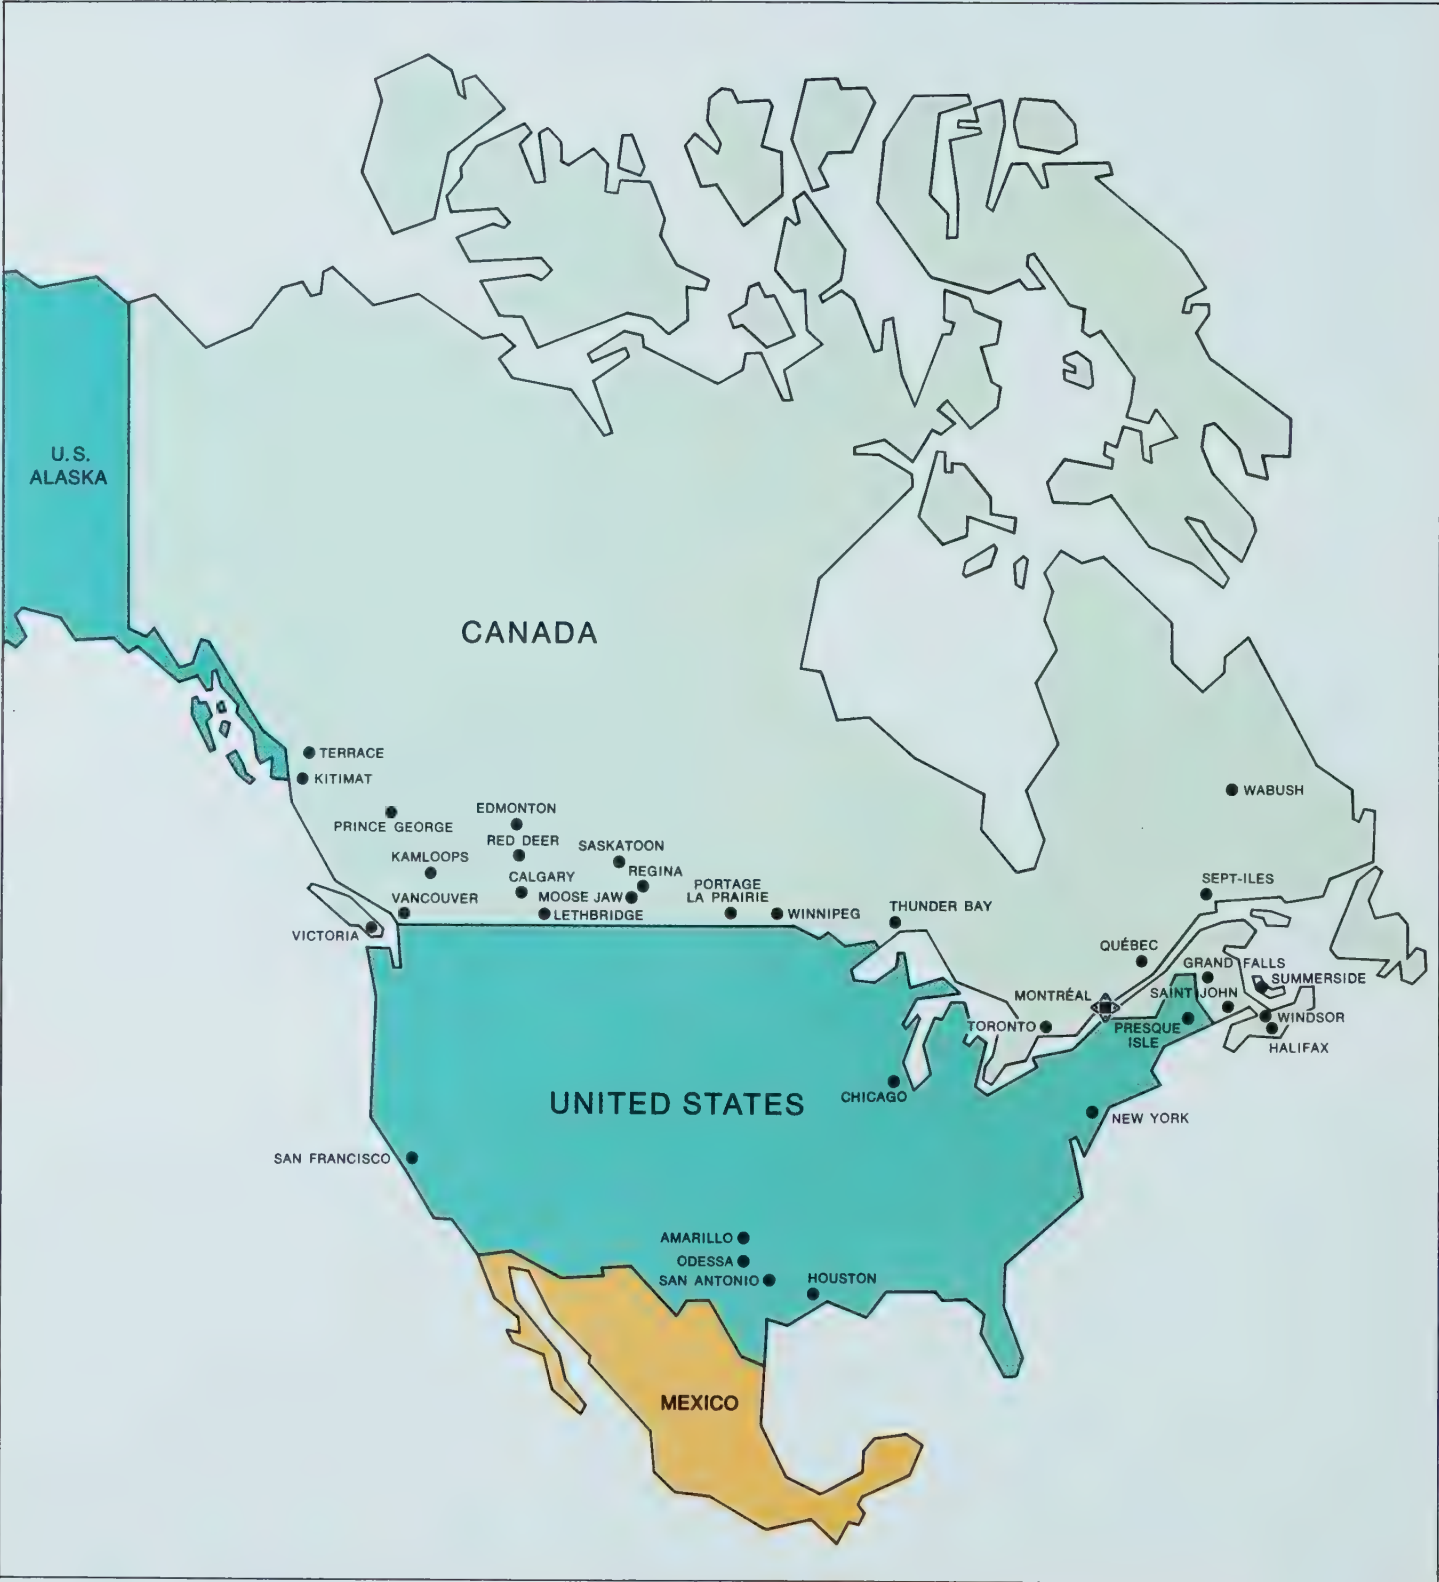 U.S.
ALASKA
CANADA
TERRACE
KITIMAT
WABUSH
EDMONTON
PRINCE GEORGE
RED DEER
SASKATOON
KAMLOOPS
REGINA
CALGARY
PORTAGE
LA PRAIRIE
SEPT-ILES
VANCOUVER
MOOSE JAW
LETHBRIDGE
WINNIPEG
THUNDER BAY
VICTORIA
QUÉBEC
GRAND FALLS
SUMMERSIDE
MONTRÉAL
SAINT JOHN
WINDSOR
TORONTO
PRESQUE
ISLE
HALIFAX
CHICAGO
UNITED STATES
NEW YORK
SAN FRANCISCO
AMARILLO
ODESSA
SAN ANTONIO
HOUSTON
MEXICO